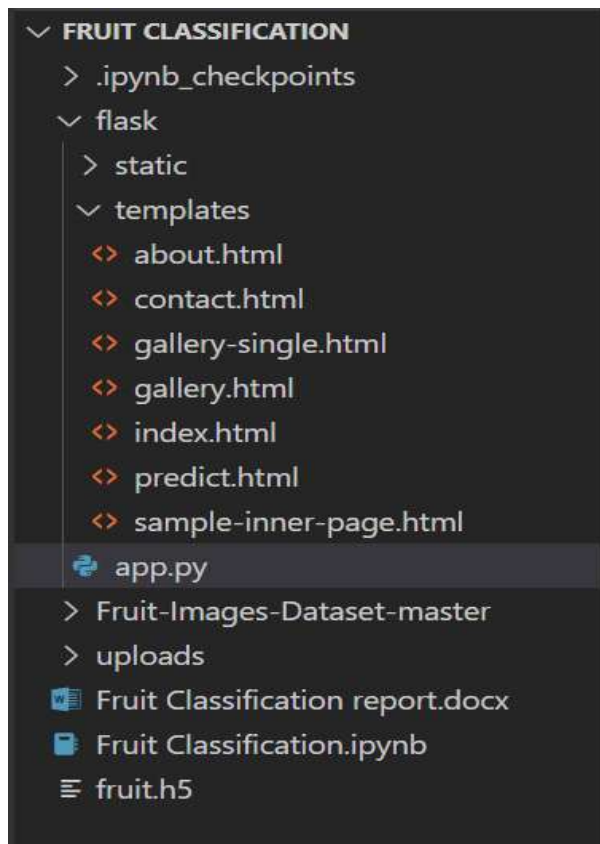 FRUIT CLASSIFICATION
.ipynb_checkpoints
flask
static
templates
about.html
contact.html
gallery-single.html
gallery.html
index.html
predict.html
sample-inner-page.html
app.py
Fruit-Images-Dataset-master
uploads
Fruit Classification report.docx
Fruit Classification.ipynb
fruit.h5